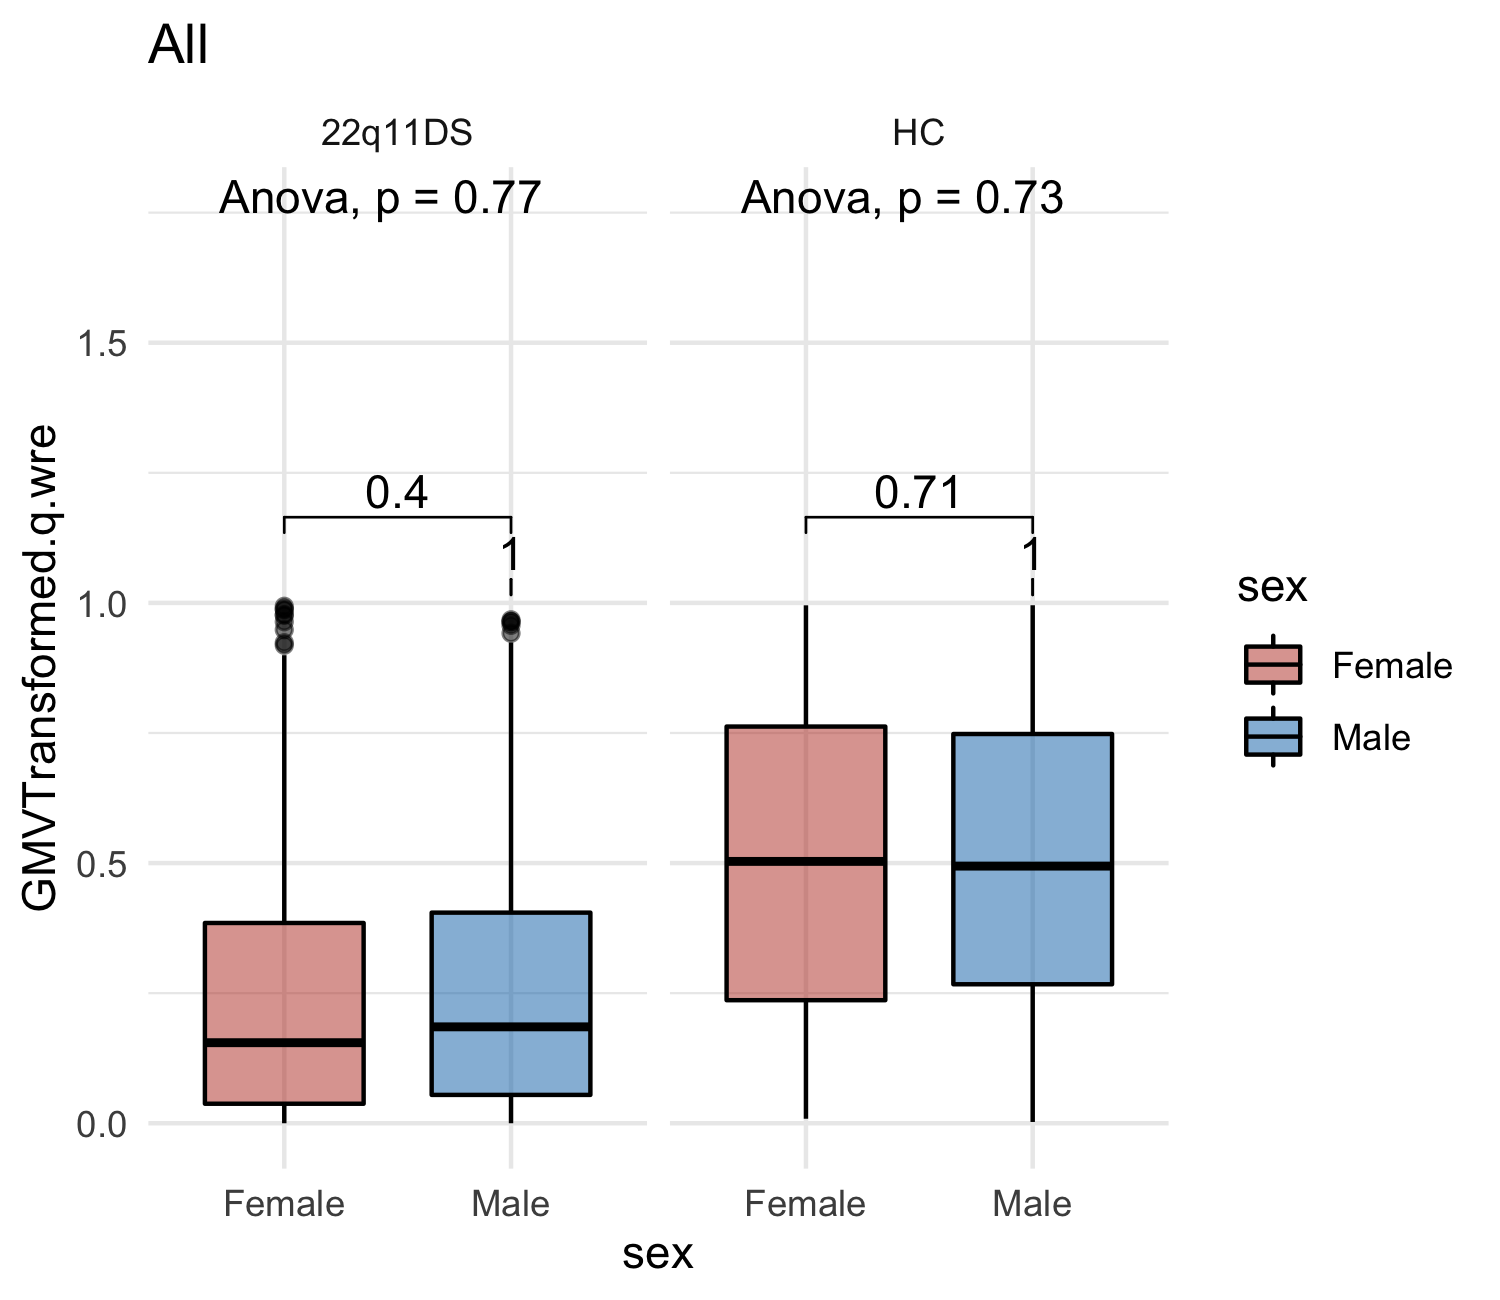 All
22q11DS
HC
Anova, p = 0.77
Anova, p = 0.73
1.5
0.4
0.71
1
1
1.0
0.5
0.0
GMVTransformed.q.wre
Female
Male
Female
Male
sex
sex
Female
Male